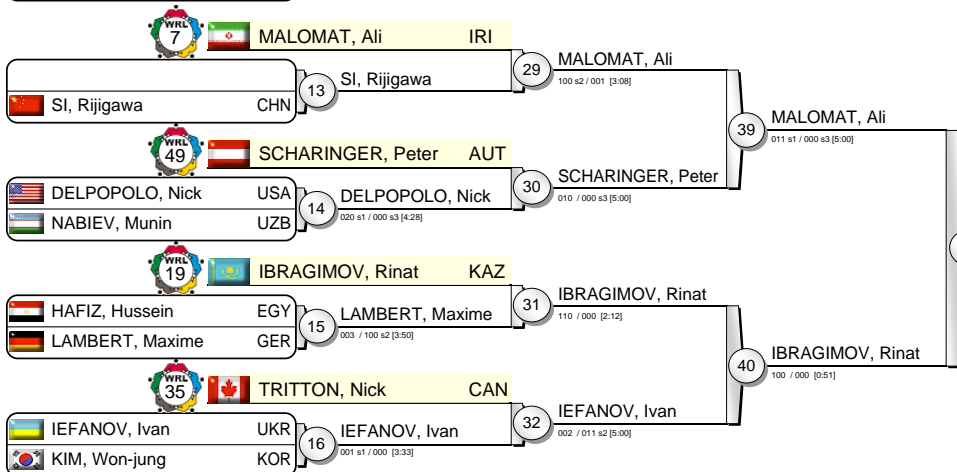 WRL
7
MALOMAT, Ali IRI
SI, Rijigawa CHN
13
SI, Rijigawa
29
MALOMAT, Ali
100 s2 / 001 [3:08]
WRL
49
SCHARINGER, Peter AUT
DELPOPOLO, Nick USA
NABIEV, Munin UZB
14
DELPOPOLO, Nick
020 s1 / 000 s3 [4:28]
30
SCHARINGER, Peter
010 / 000 s3 [5:00]
39
MALOMAT, Ali
011 s1 / 000 s3 [5:00]
WRL
19
IBRAGIMOV, Rinat KAZ
HAFIZ, Hussein EGY
LAMBERT, Maxime GER
15
LAMBERT, Maxime
003 / 100 s2 [3:50]
31
IBRAGIMOV, Rinat
110 / 000 [2:12]
WRL
35
TRITTON, Nick CAN
IEFANOV, Ivan UKR
KIM, Won-jung KOR
16
IEFANOV, Ivan
001 s1 / 000 [3:33]
32
IEFANOV, Ivan
002 / 011 s2 [5:00]
40
IBRAGIMOV, Rinat
100 / 000 [0:51]